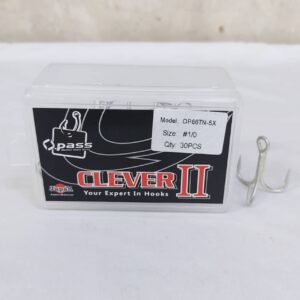 Model: OP66TN-5X
Size: #1/0
Qty: 30PCS
pass
CLEVER II
Your Expert In Hooks